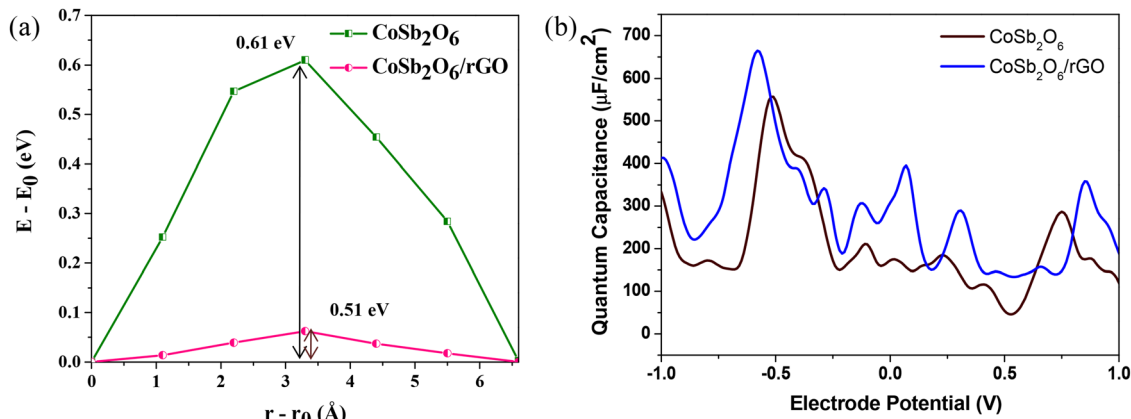 (a)
E - E0 (eV)
0.7
0.6
0.5
0.4
0.3
0.2
0.1
0.0
0 1 2 3 4 5 6
r - r0 (Å)
CoSb2O6
CoSb2O6/rGO
0.61 eV
0.51 eV
(b)
Quantum Capacitance (μF/cm2)
700
600
500
400
300
200
100
0
-1.0 -0.5 0.0 0.5 1.0
Electrode Potential (V)
CoSb2O6
CoSb2O6/rGO